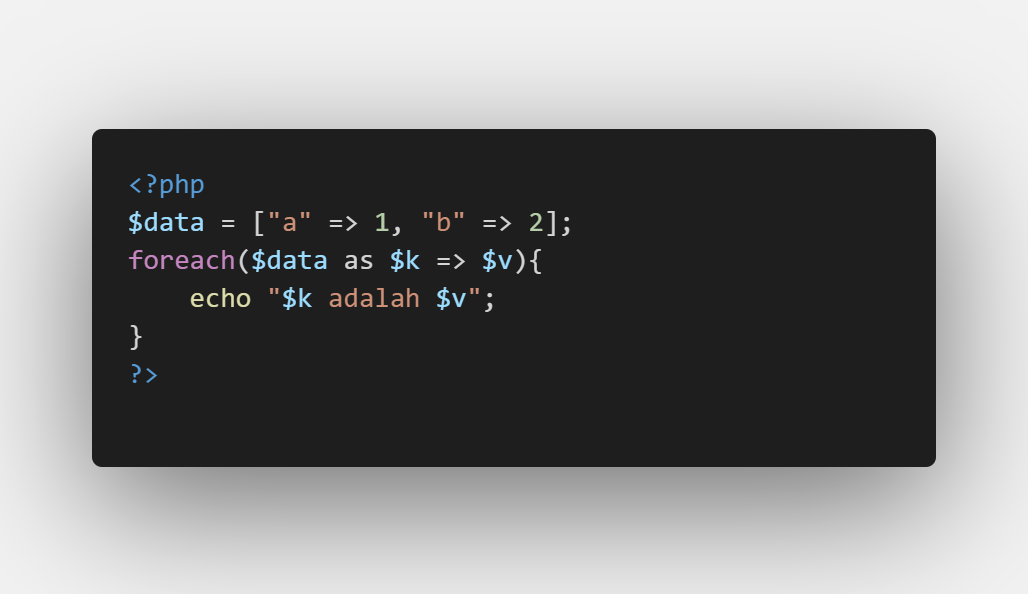 <?php
$data = ["a" => 1, "b" => 2];
foreach($data as $k => $v){
    echo "$k adalah $v";
}
?>